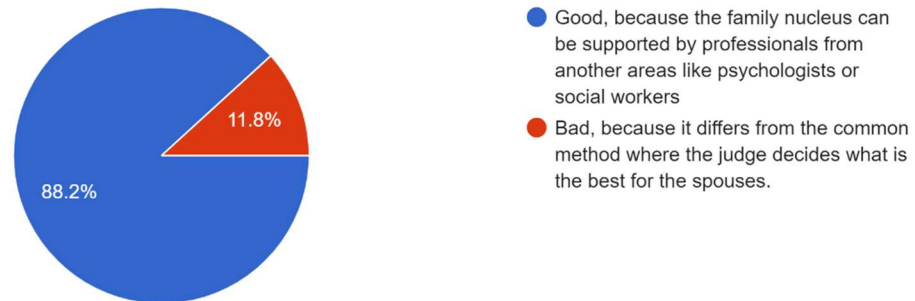 11.8%
88.2%
Good, because the family nucleus can
be supported by professionals from
another areas like psychologists or
social workers
Bad, because it differs from the common
method where the judge decides what is
the best for the spouses.